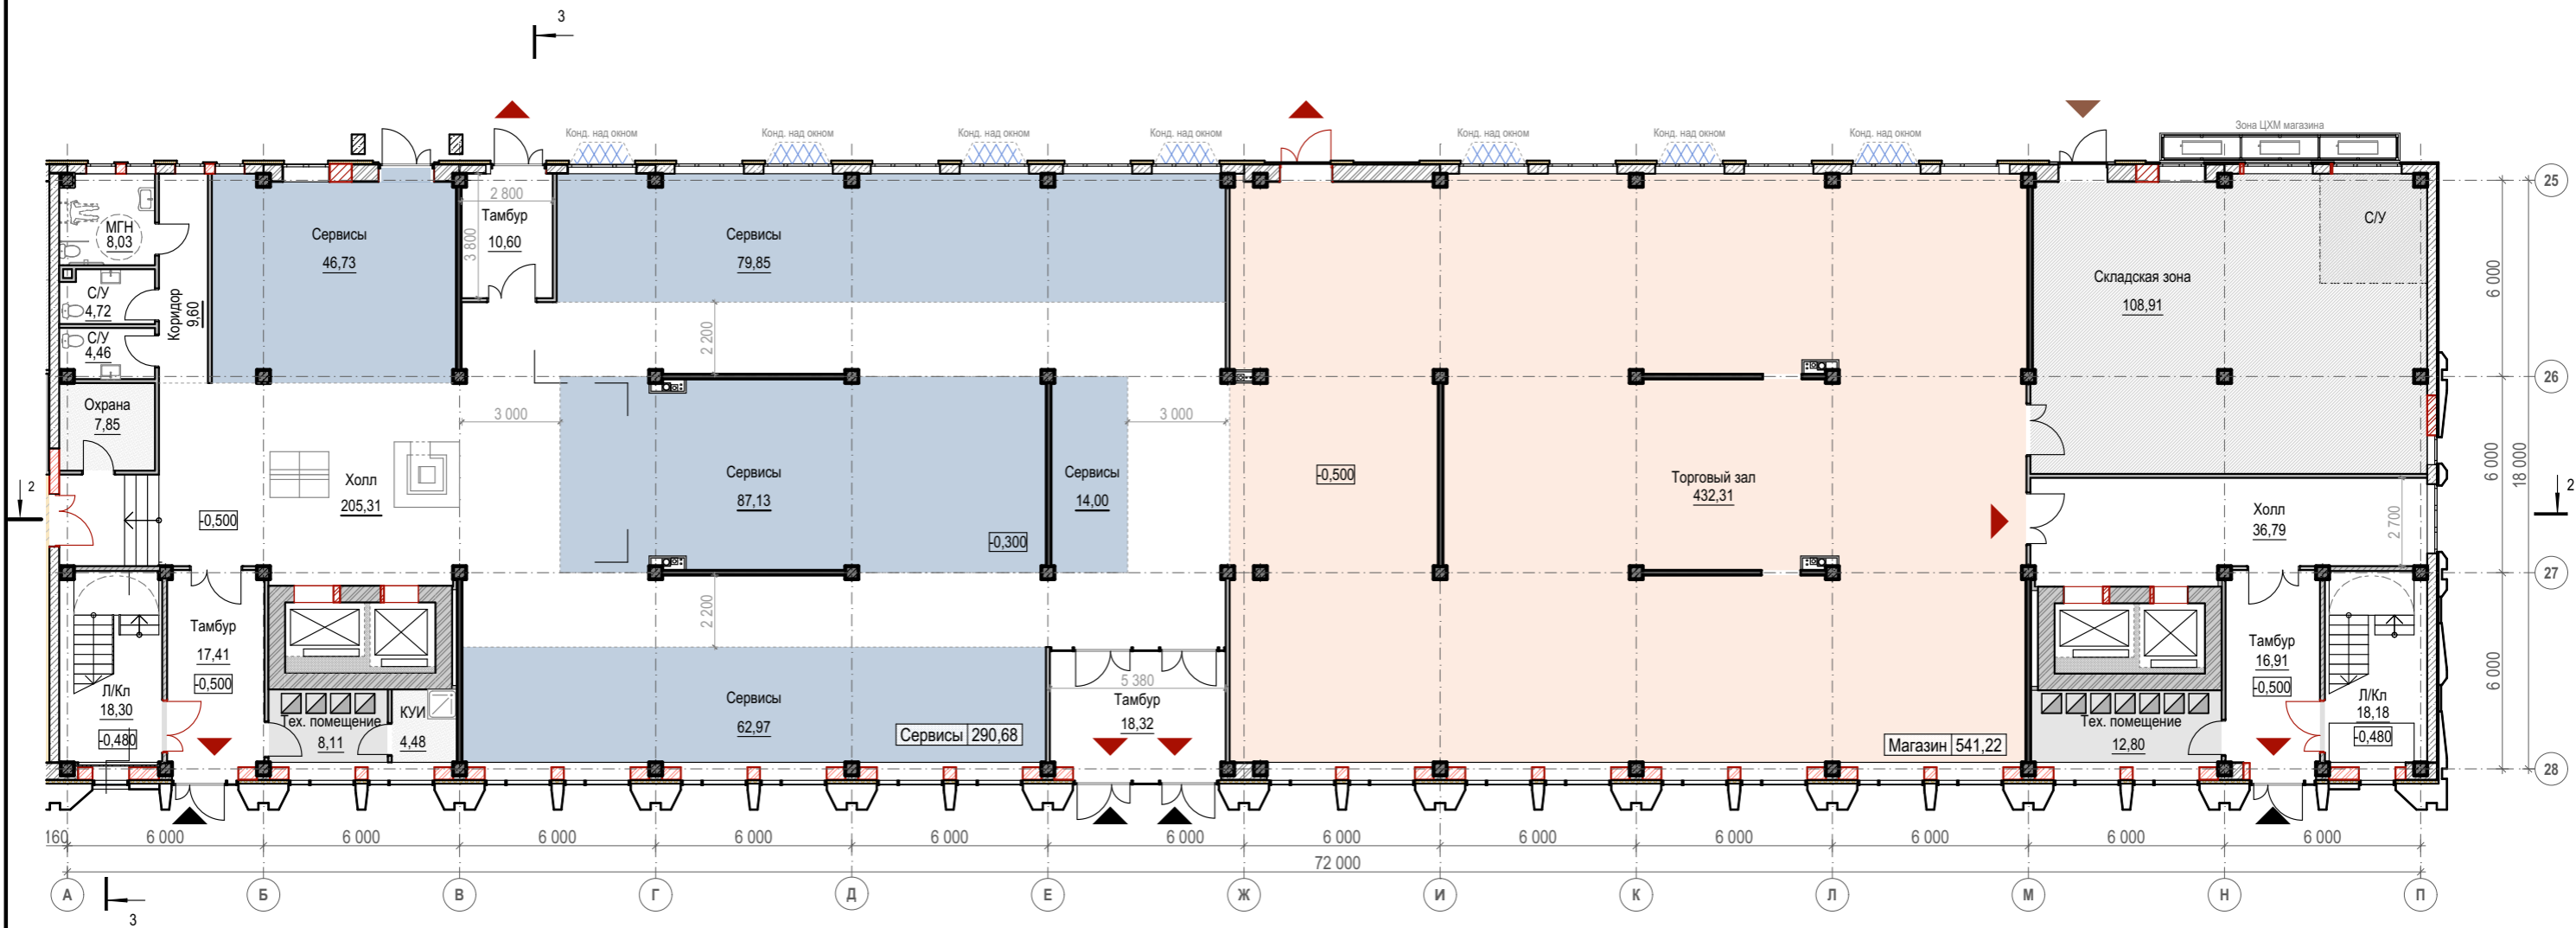 3
Конд. над окном
Конд. над окном
Конд. над окном
Конд. над окном
Конд. над окном
Конд. над окном
Конд. над окном
Зона ЦХМ магазина
25
2 800
Тамбур
10,60
3 800
МГН
8,03
Сервисы
46,73
Сервисы
79,85
С/У
6 000
Складская зона
108,91
С/У
4,72
Коридор
9,60
С/У
4,46
2 200
26
Охрана
7,85
3 000
3 000
Холл
205,31
Сервисы
87,13
Сервисы
14,00
-0,500
Торговый зал
432,31
6 000
18 000
2
2
-0,500
-0,300
Холл
36,79
2 700
27
Тамбур
17,41
-0,500
2 200
Л/Кл
18,30
-0,480
Тех. помещение
8,11
КУИ
4,48
Сервисы
62,97
Сервисы 290,68
5 380
Тамбур
18,32
Магазин 541,22
Тамбур
16,91
-0,500
Л/Кл
18,18
-0,480
Тех. помещение
12,80
6 000
28
160
6 000
6 000
6 000
6 000
6 000
6 000
6 000
6 000
6 000
6 000
6 000
6 000
72 000
А
Б
В
Г
Д
Е
Ж
И
К
Л
М
Н
П
3